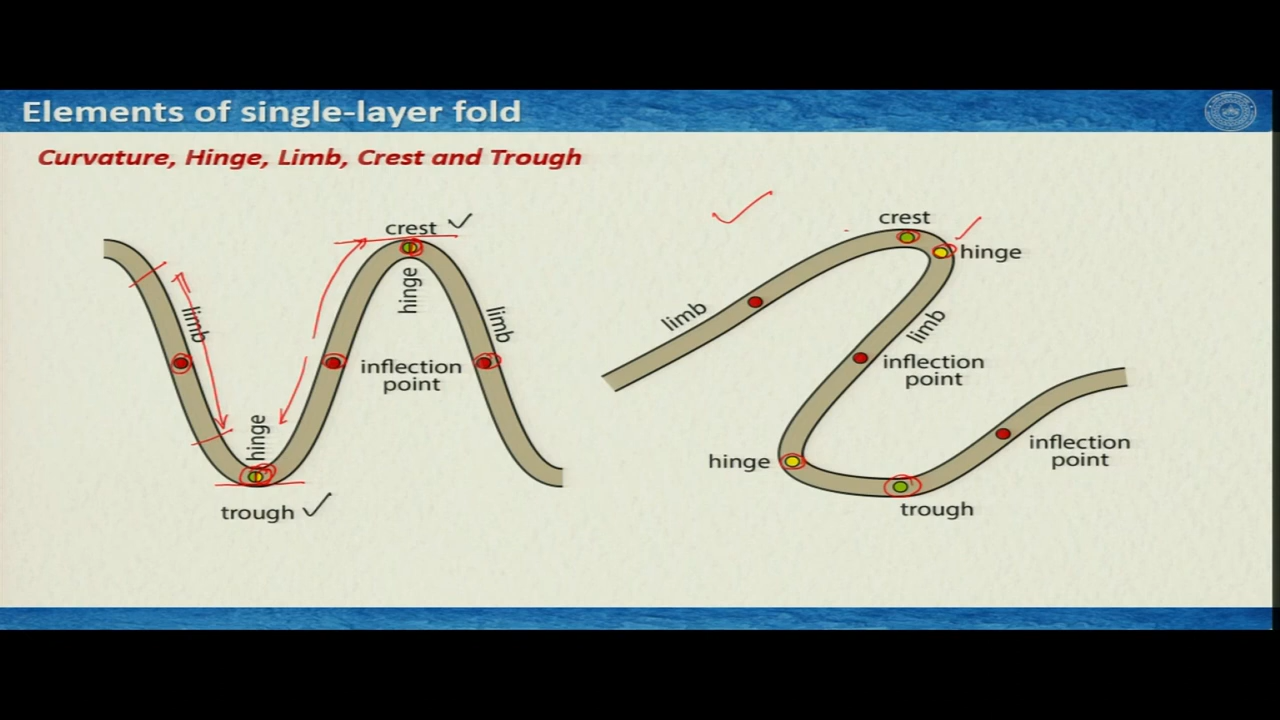 Elements of single-layer fold
Curvature, Hinge, Limb, Crest and Trough
crest
hinge
limb
limb
inflection
point
hinge
trough
crest
hinge
limb
limb
inflection
point
hinge
inflection
point
trough